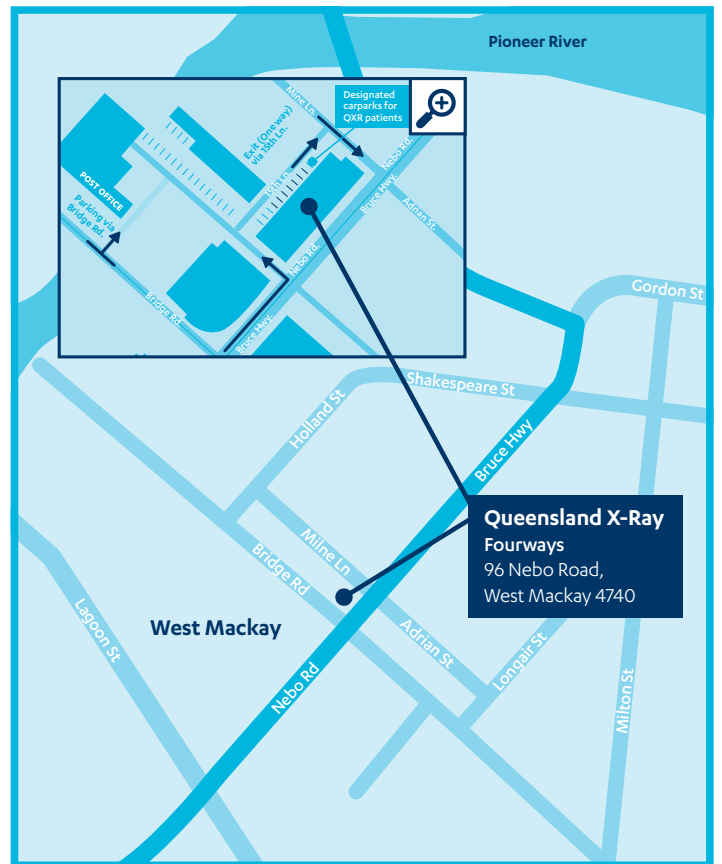 Pioneer River
Designated
carparks for
QXR patients
Mine Ln.
Exit (One way)
via 15th Ln.
15th Ln.
Nebo Rd.
Bruce Hwy.
Adrian St.
POST OFFICE
Parking via
Bridge Rd.
Bridge Rd.
Nebo Rd.
Bruce Hwy.
Gordon St
Shakespeare St
Holland St
Bruce Hwy
Queensland X-Ray
Fourways
96 Nebo Road,
West Mackay 4740
Milne Ln
Bridge Rd
Lagoon St
West Mackay
Adrian St
Longair St
Nebo Rd
Milton St